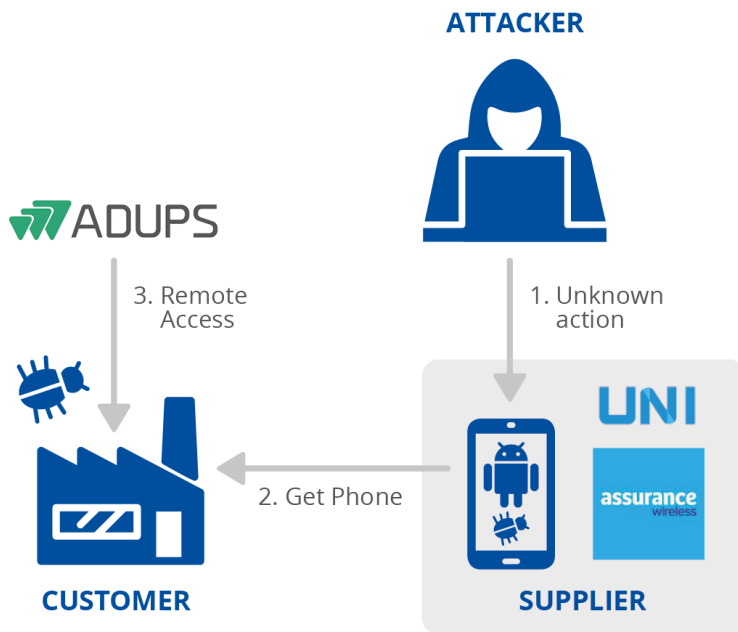 ATTACKER
ADUPS
3. Remote
Access
1. Unknown
action
UNI
assurance
wireless
2. Get Phone
CUSTOMER
SUPPLIER